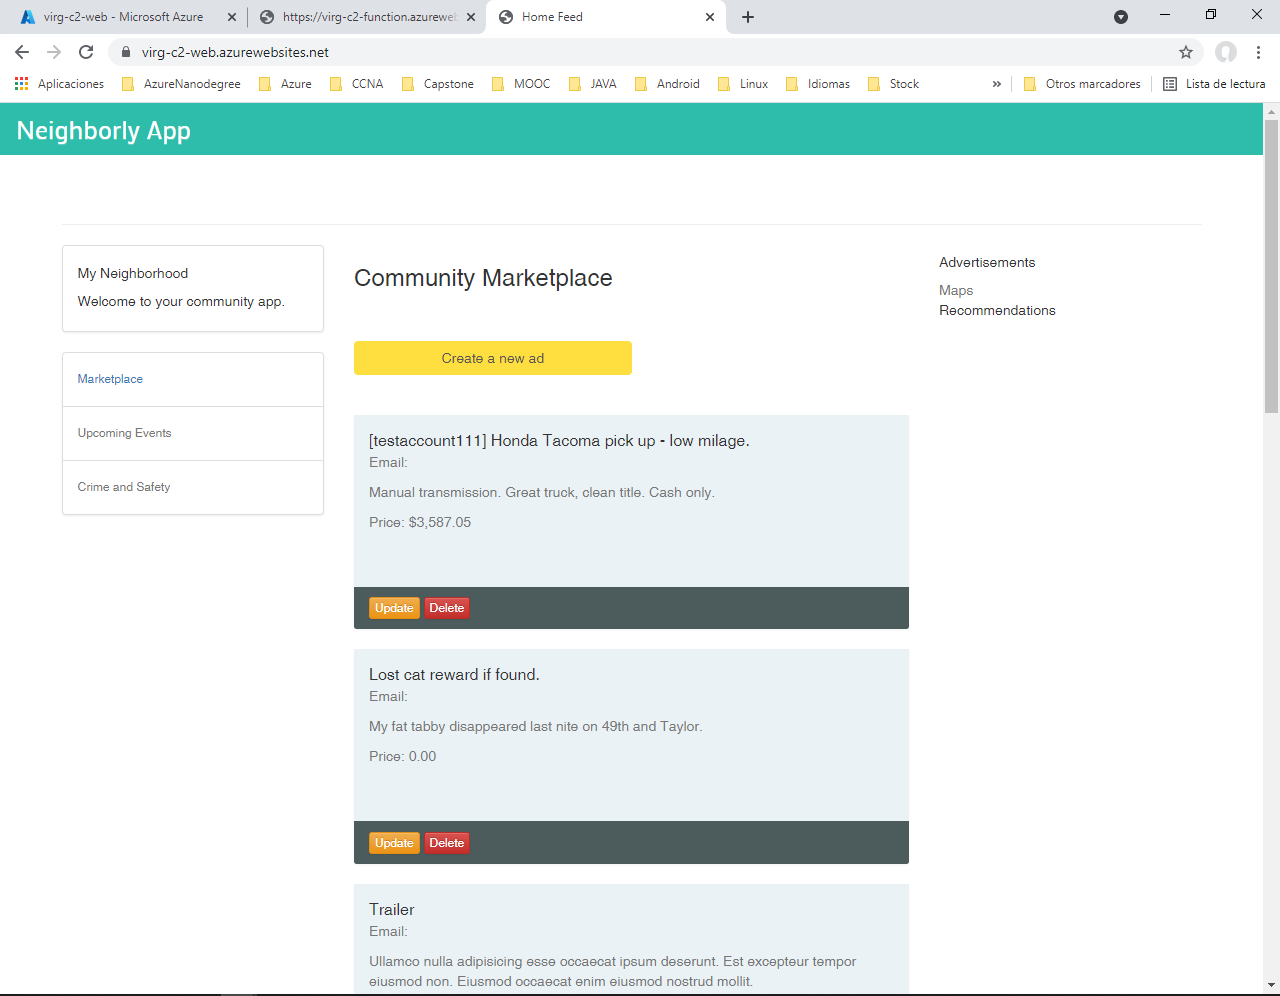 virg-c2-web - Microsoft Azure
https://virg-c2-function.azureweb
Home Feed
virg-c2-web.azurewebsites.net
Aplicaciones AzureNanodegree Azure CCNA Capstone MOOC JAVA Android Linux Idiomas Stock » Otros marcadores Lista de lectura
Neighborly App
My Neighborhood
Welcome to your community app.
Marketplace
Upcoming Events
Crime and Safety
Community Marketplace
Create a new ad
[testaccount111] Honda Tacoma pick up - low milage.
Email:
Manual transmission. Great truck, clean title. Cash only.
Price: $3,587.05
Update Delete
Lost cat reward if found.
Email:
My fat tabby disappeared last nite on 49th and Taylor.
Price: 0.00
Update Delete
Trailer
Email:
Ullamco nulla adipisicing esse occaecat ipsum deserunt. Est excepteur tempor
eiusmod non. Eiusmod occaecat enim eiusmod nostrud mollit.
Advertisements
Maps
Recommendations